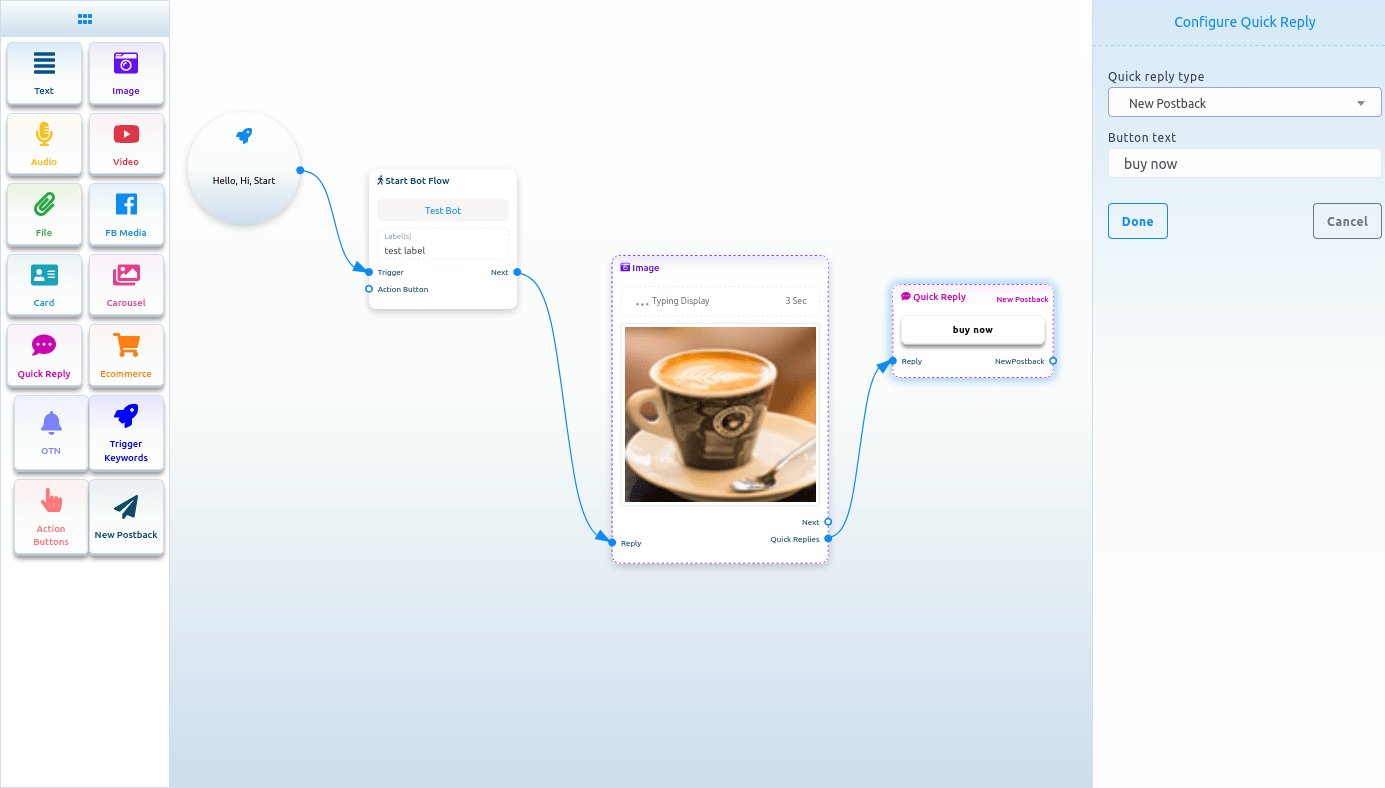 Text
Image
Audio
Video
File
FB Media
Card
Carousel
Quick Reply
Ecommerce
OTN
Trigger
Keywords
Action
Buttons
New Postback
Hello, Hi, Start
Start Bot Flow
Test Bot
Label(s)
test label
Trigger
Next
Action Button
Image
... Typing Display
3 Sec
Next
Quick Replies
Reply
Quick Reply
New Postback
buy now
Reply
NewPostback
Configure Quick Reply
Quick reply type
New Postback
Button text
buy now
Done
Cancel